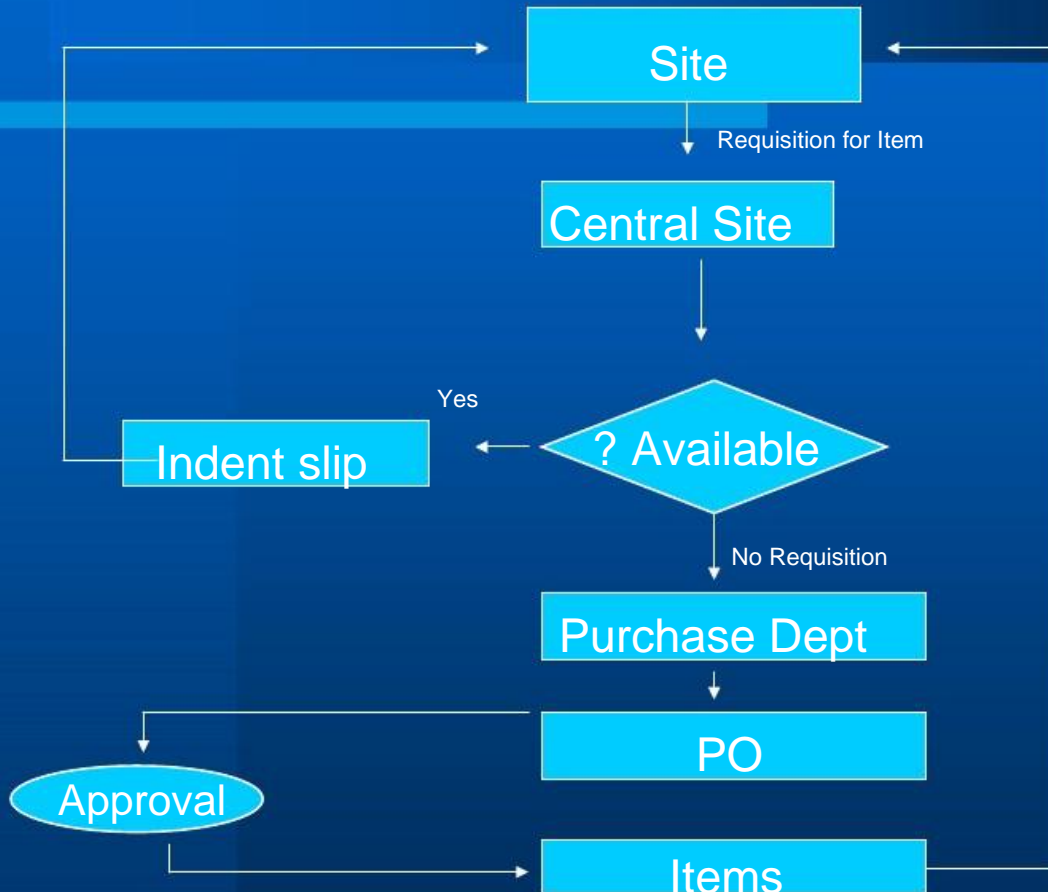 Site
Requisition for Item
Central Site
Yes
? Available
Indent slip
No Requisition
Purchase Dept
PO
Approval
Items